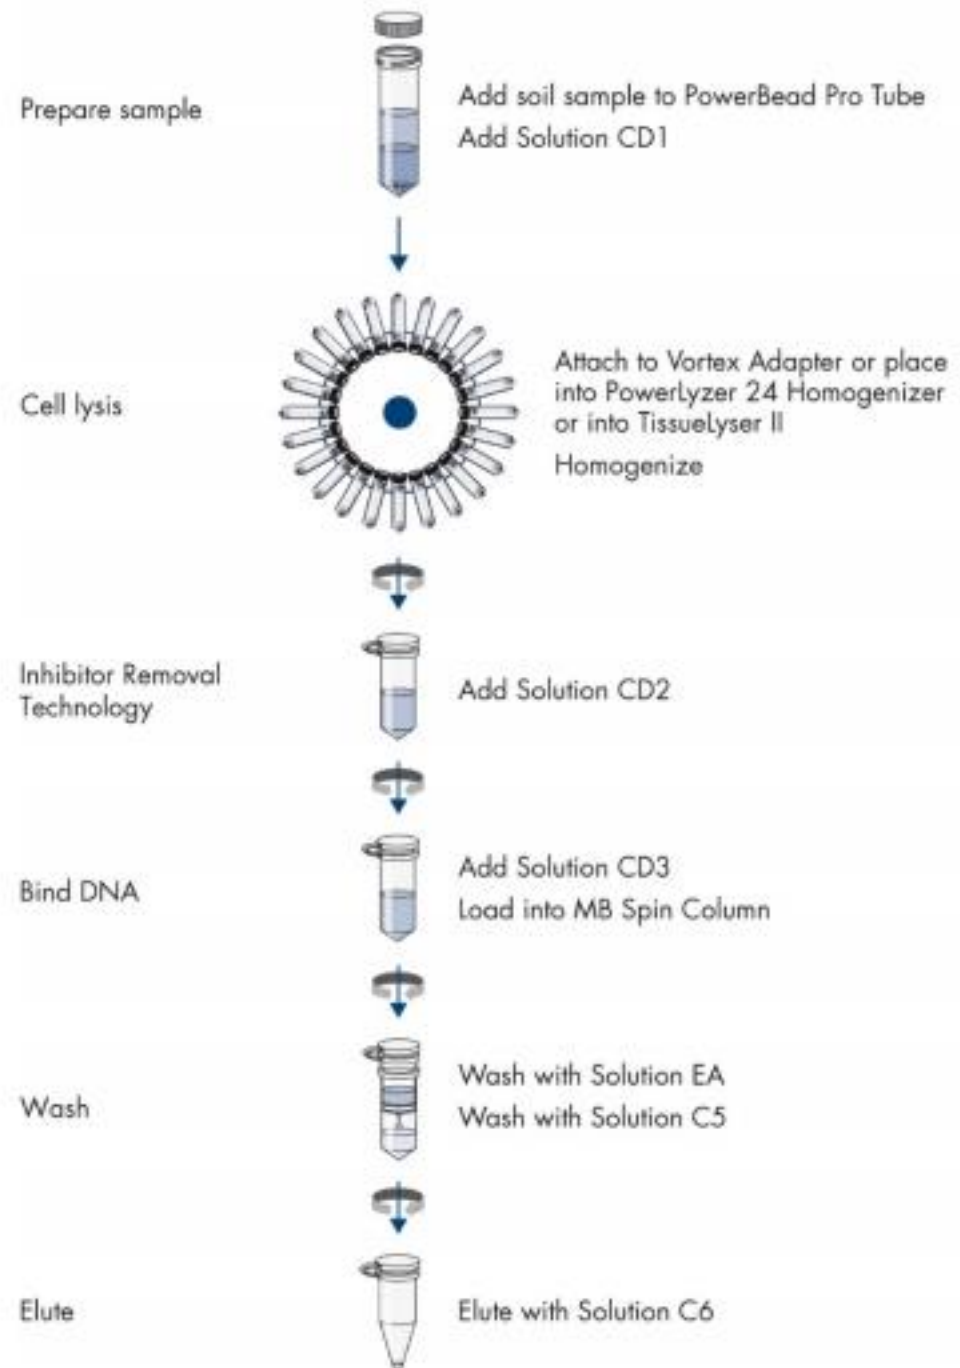 Prepare sample
Add soil sample to PowerBead Pro Tube
Add Solution CD1
Cell lysis
Attach to Vortex Adapter or place
into PowerLyzer 24 Homogenizer
or into TissueLyser II
Homogenize
Inhibitor Removal
Technology
Add Solution CD2
Bind DNA
Add Solution CD3
Load into MB Spin Column
Wash
Wash with Solution EA
Wash with Solution C5
Elute
Elute with Solution C6